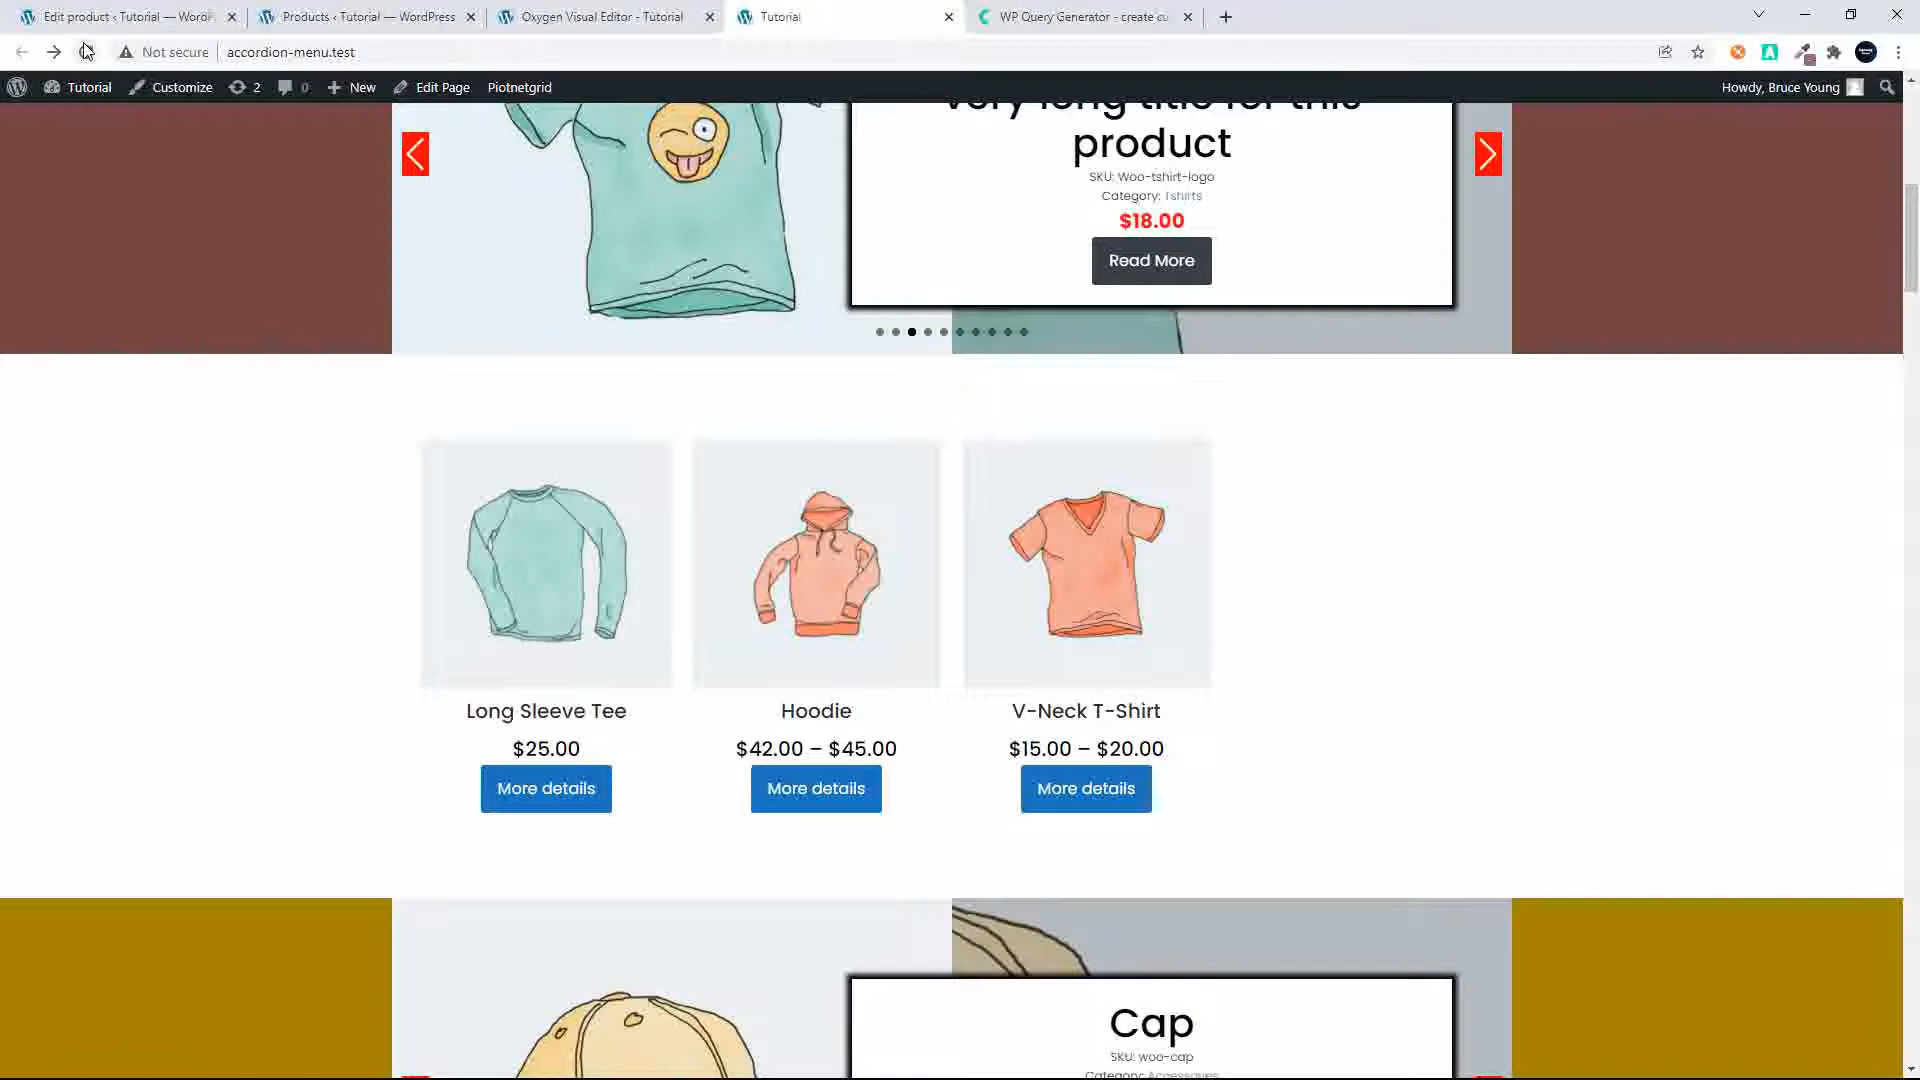 Edit product ‹ Tutorial — WordP
Products ‹ Tutorial — WordPress
Oxygen Visual Editor - Tutorial
Tutorial
WP Query Generator - create cu
Not secure
accordion-menu.test
Tutorial
Customize
2
0
New
Edit Page
Piotnetgrid
Howdy, Bruce Young
very long title for this
product
SKU: Woo-tshirt-logo
Category: Tshirts
$18.00
Read More
Long Sleeve Tee
Hoodie
V-Neck T-Shirt
$25.00
$42.00 – $45.00
$15.00 – $20.00
More details
More details
More details
Cap
SKU: woo-cap
Category: Accessories